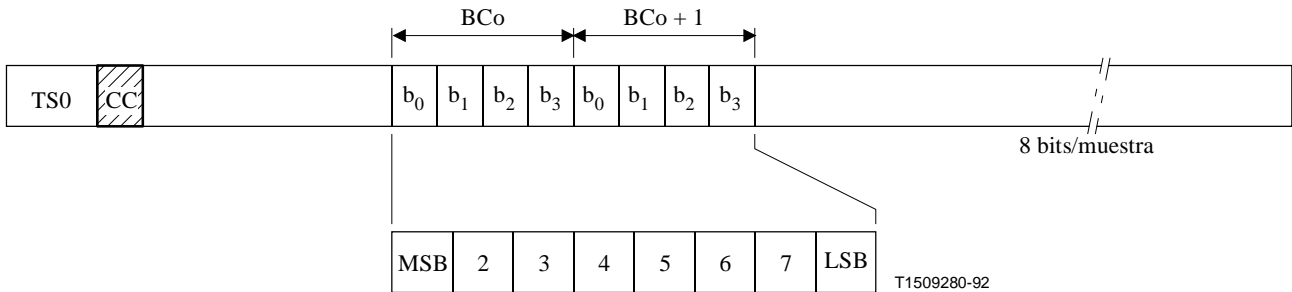 BCo BCo + 1
TS0 CC b0 b1 b2 b3 b0 b1 b2 b3
8 bits/muestra
MSB 2 3 4 5 6 7 LSB
T1509280-92